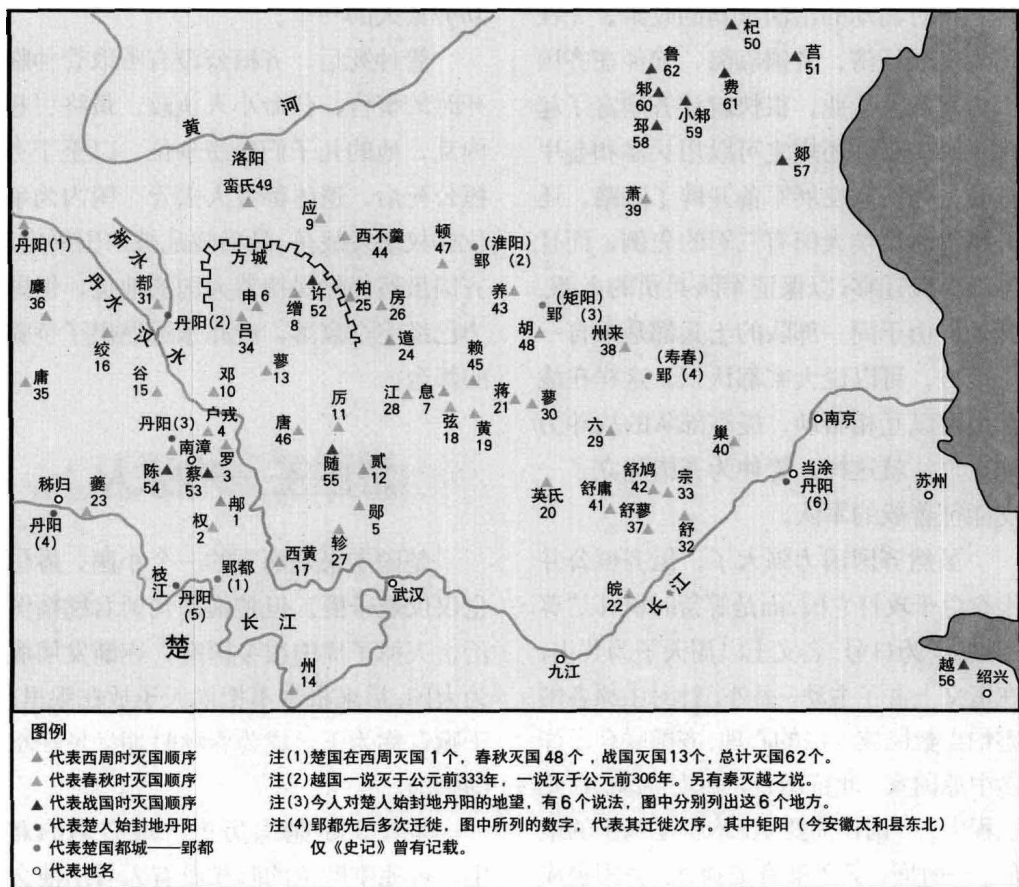 杞
50
莒
51
鲁
62
费
61
邾
60
小邾
59
邳
58
郯
57
黄河
洛阳
蛮氏49
萧
39
应
9
西不羹
44
顿
47
(淮阳)
郢(2)
丹阳(1)
淅水
丹水
汉水
方城
麇
36
鄀
31
丹阳(2)
申6
吕
34
缯
8
许
52
柏
25
房
26
养
43
(矩阳)
郢(3)
道
24
胡
48
州来
38
绞
16
蓼
13
赖
45
(寿春)
郢(4)
庸
35
谷
15
邓
10
厉
11
江
28
息
7
蒋
21
蓼
30
弦
18
黄
19
户戎
4
丹阳(3)
唐
46
南漳
罗
3
六
29
巢
40
南京
陈
54
蔡
53
随
55
贰
12
当涂
丹阳
(6)
苏州
秭归
夔
23
丹阳
(4)
鄖
5
英氏
20
舒鸠
42
宗
33
舒庸
41
权
2
邔1
舒蓼
37
舒
32
轸
27
西黄
17
枝江
郢都
(1)
丹阳
(5)
武汉
皖
22
长江
楚
长江
州
14
九江
越
56
绍兴
图例
▲代表西周时灭国顺序
▲代表春秋时灭国顺序
▲代表战国时灭国顺序
●代表楚人始封地丹阳
●代表楚国都城——郢都
○代表地名
注(1)楚国在西周灭国1个,春秋灭国48个,战国灭国13个,总计灭国62个。
注(2)越国一说灭于公元前333年,一说灭于公元前306年,另有秦灭越之说。
注(3)今人对楚人始封地丹阳的地望,有6个说法,图中分别列出这6个地方。
注(4)郢都先后多次迁徙,图中所列的数字,代表其迁徙次序,其中钜阳(今安徽太和县东北)
仅《史记》曾有记载。